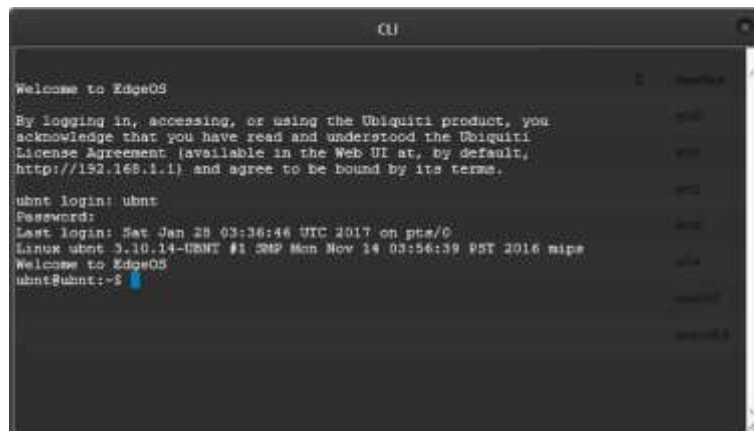 CLI
Welcome to EdgeOS
By logging in, accessing, or using the Ubiquiti product, you
acknowledge that you have read and understood the Ubiquiti
License Agreement (available in the Web UI at, by default,
http://192.168.1.1) and agree to be bound by its terms.
ubnt login: ubnt
Password:
Last login: Sat Jan 28 03:36:46 UTC 2017 on pts/0
Linux ubnt 3.10.14-UBNT #1 SMP Mon Nov 14 03:56:39 PST 2016 mips
Welcome to EdgeOS
ubnt@ubnt:~$